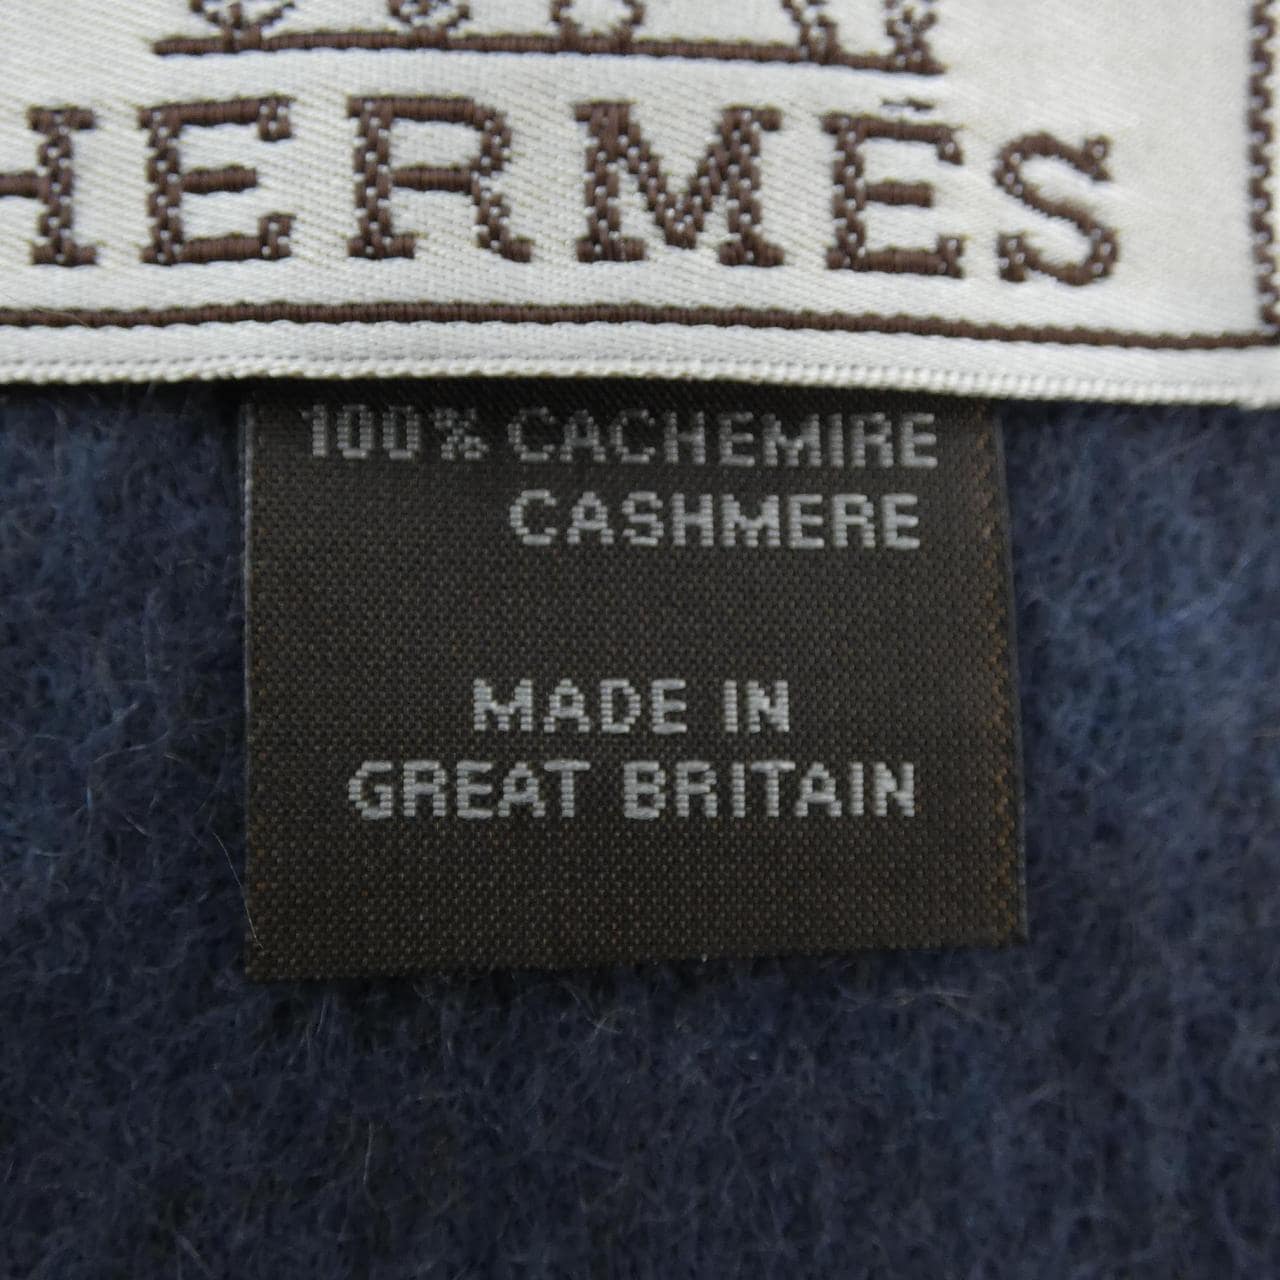 HERMÈS
100% CACHEMIRE
CASHMERE
MADE IN
GREAT BRITAIN